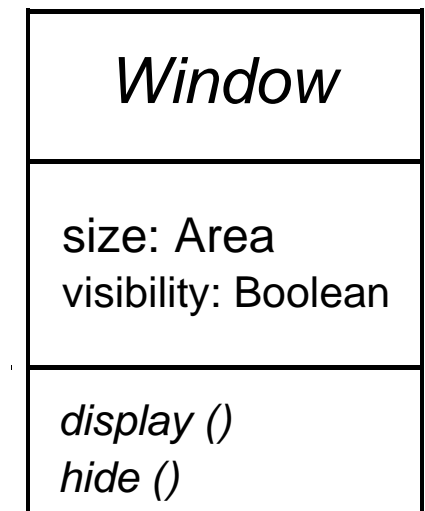 Window
size: Area
visibility: Boolean
display ()
hide ()